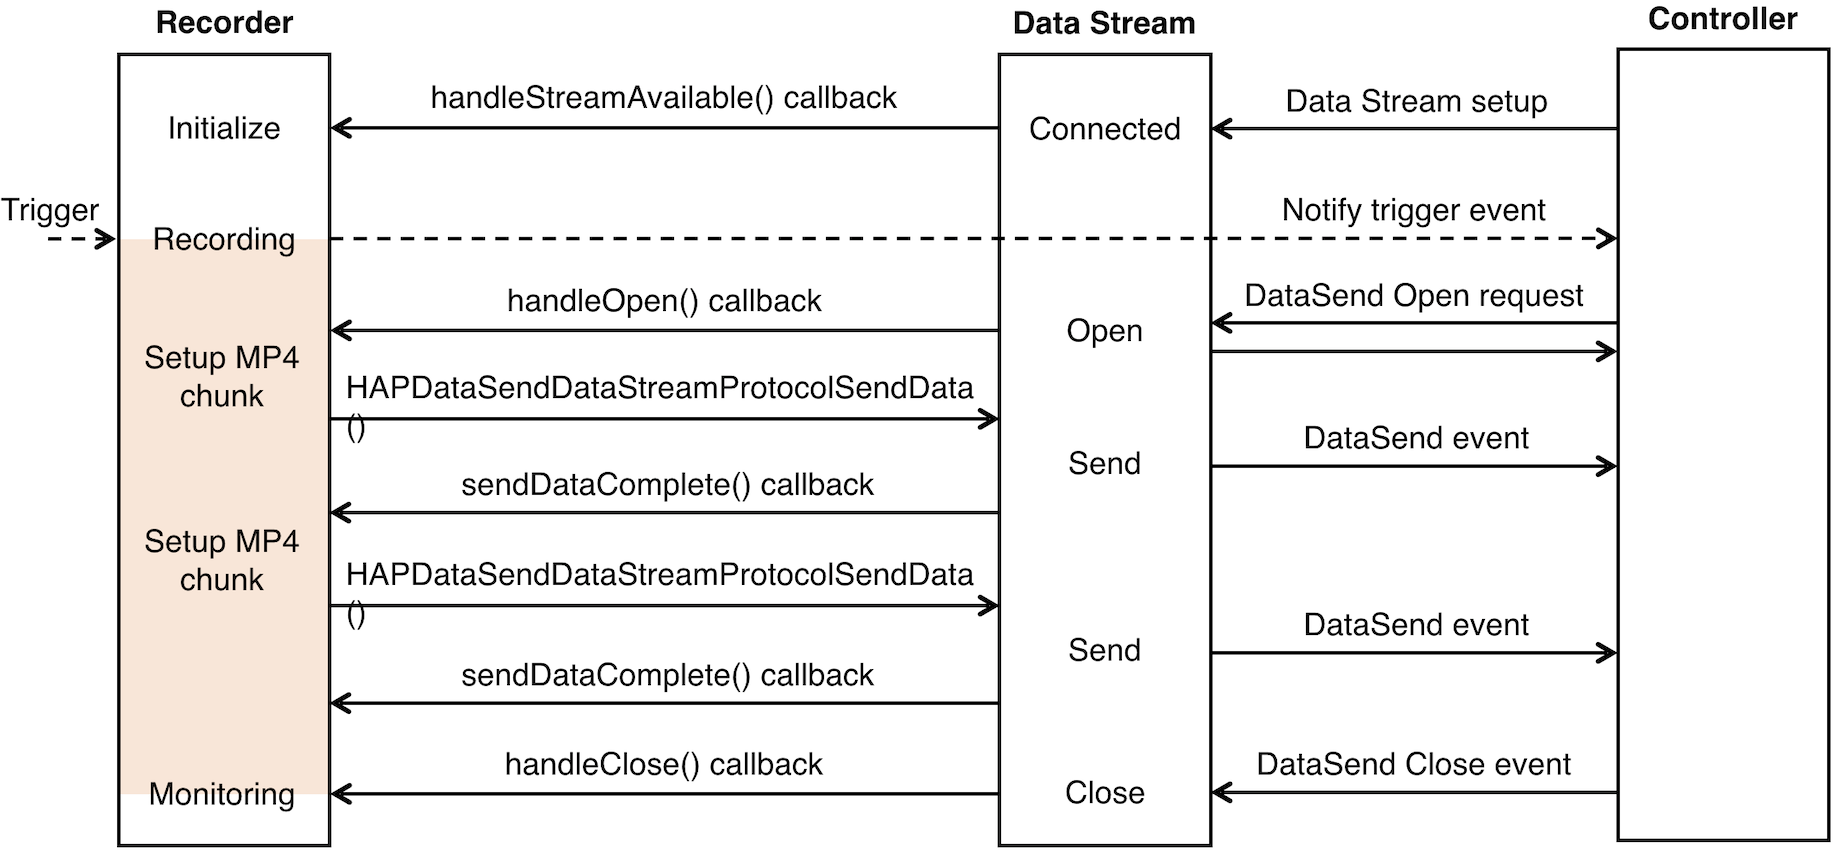 Recorder
Data Stream
Controller
handleStreamAvailable() callback
Data Stream setup
Initialize
Connected
Trigger
Notify trigger event
Recording
handleOpen() callback
DataSend Open request
Open
Setup MP4
chunk
HAPDataSendDataStreamProtocolSendData
()
DataSend event
Send
sendDataComplete() callback
Setup MP4
chunk
HAPDataSendDataStreamProtocolSendData
()
DataSend event
Send
sendDataComplete() callback
handleClose() callback
DataSend Close event
Monitoring
Close